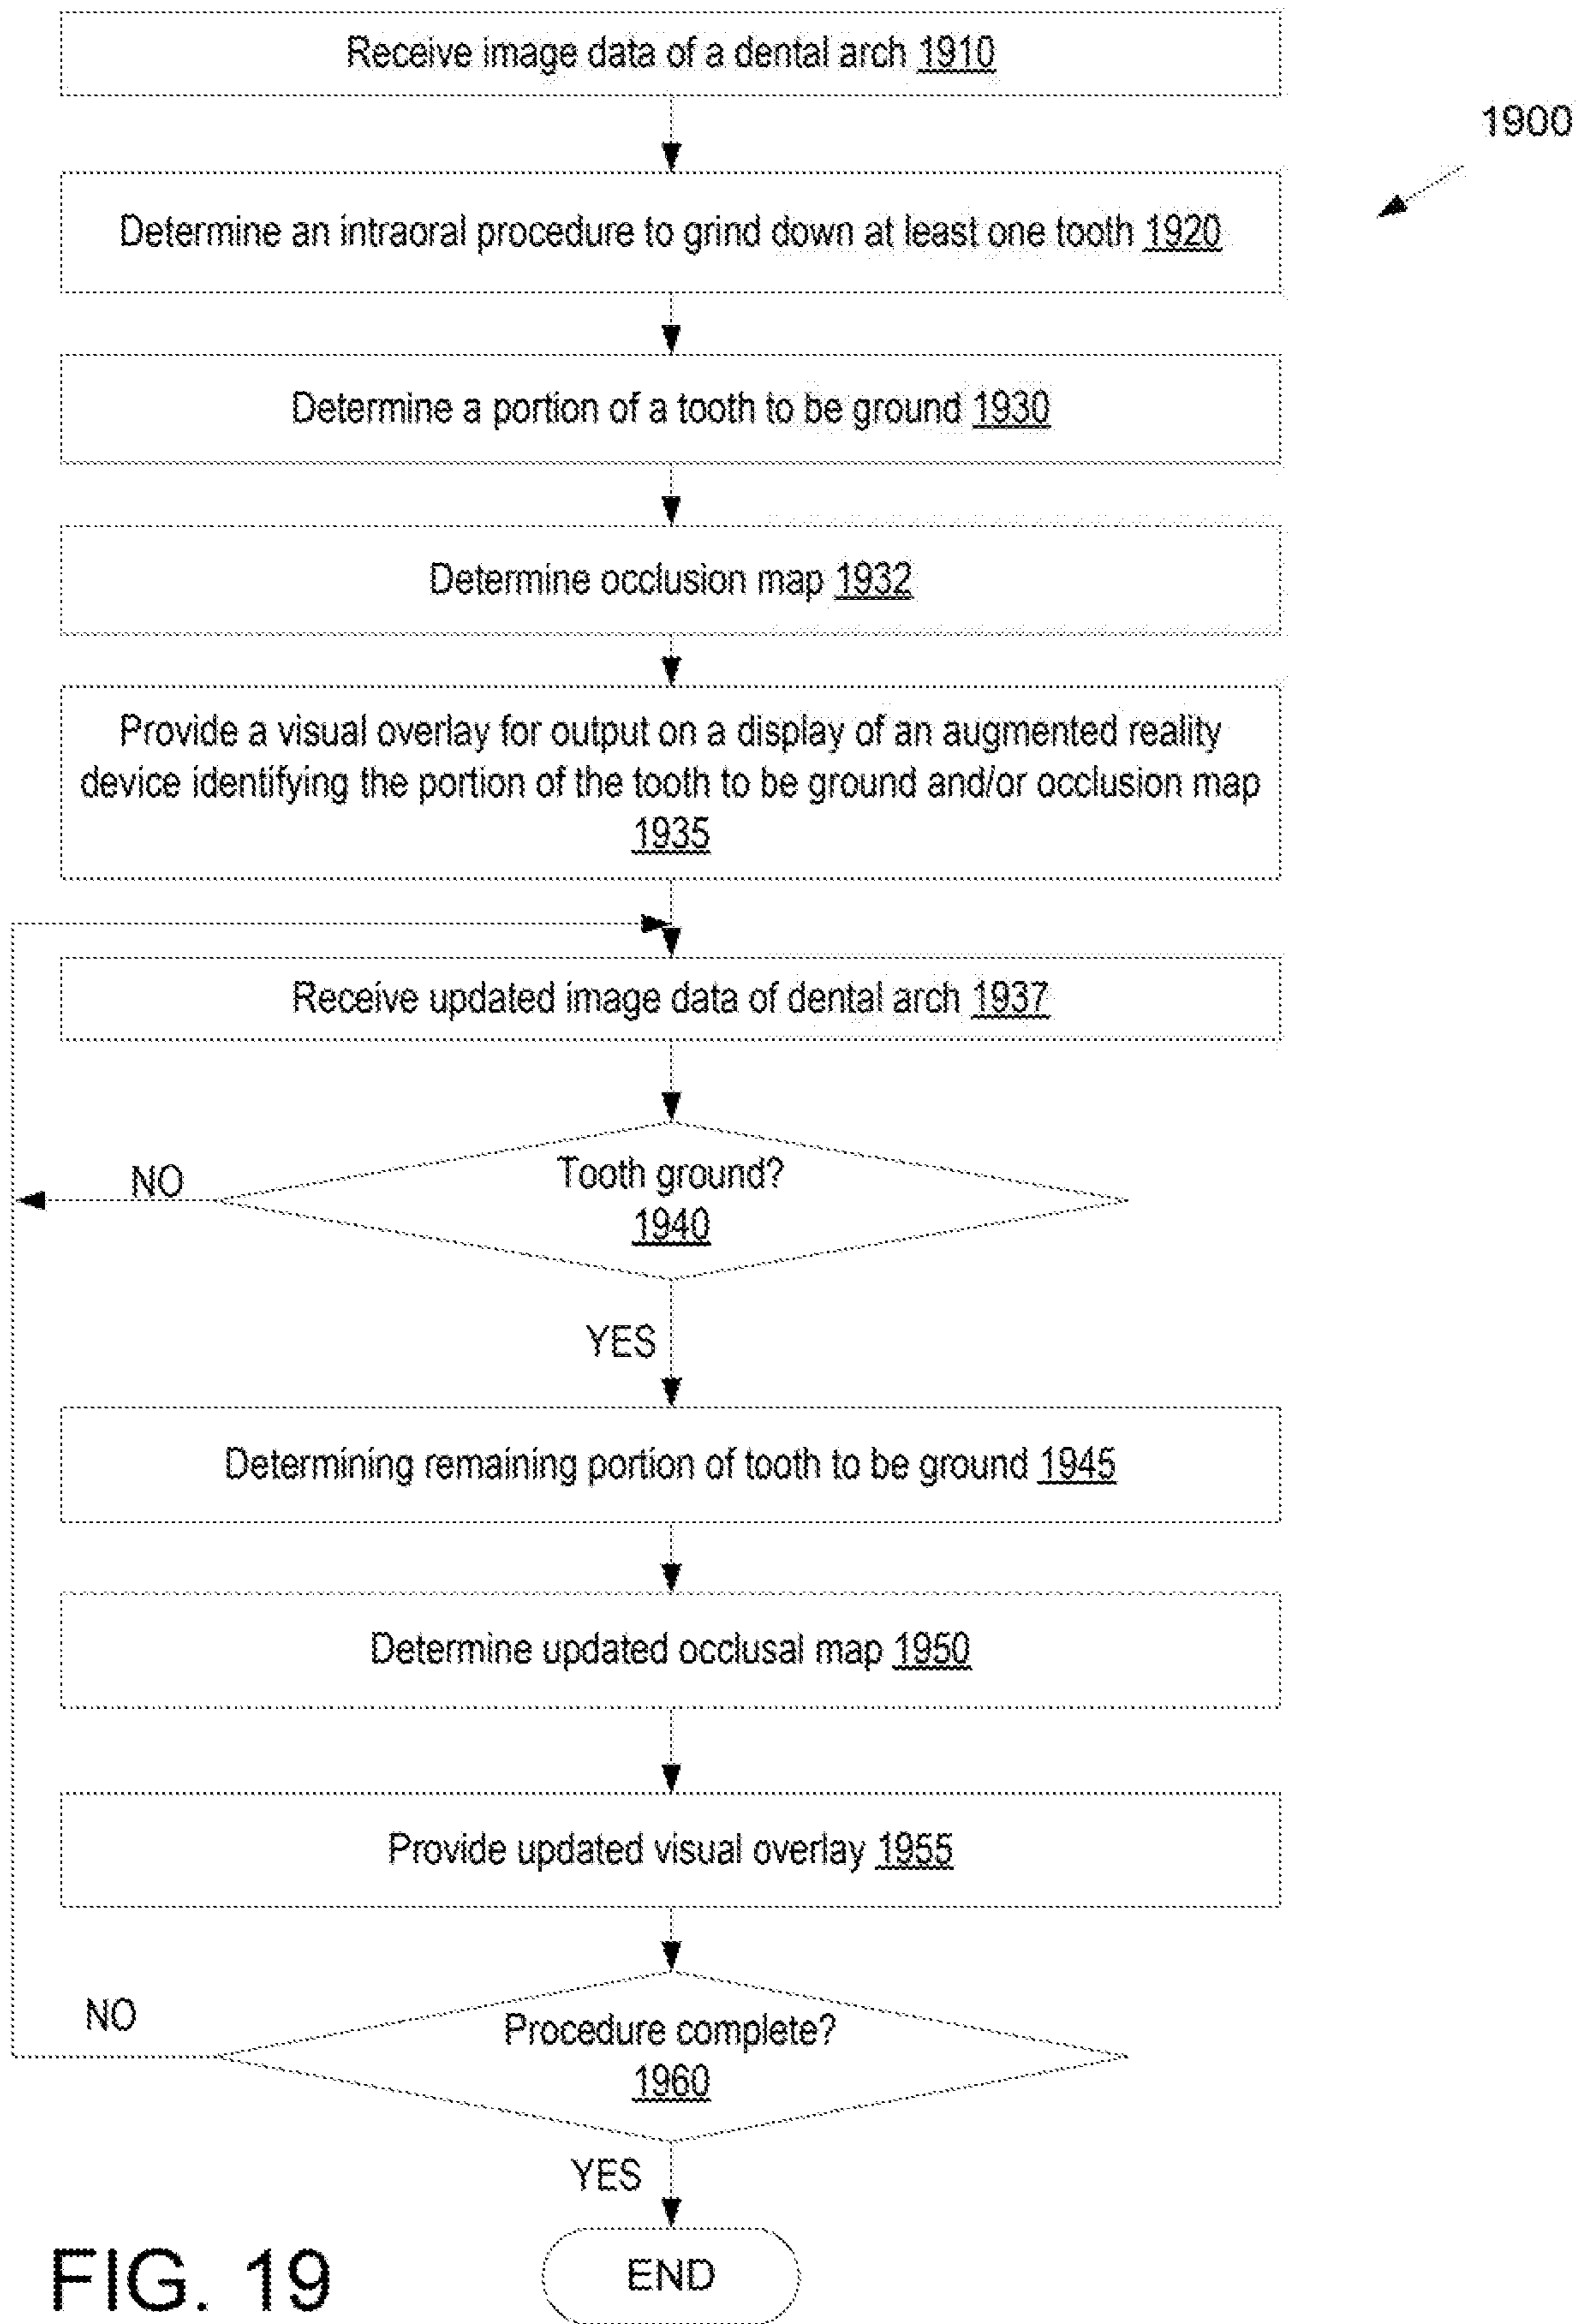 Receive image data of a dental arch 1910
1900
Determine an intraoral procedure to grind down at least one tooth 1920
Determine a portion of a tooth to be ground 1930
Determine occlusion map 1932
Provide a visual overlay for output on a display of an augmented reality
device identifying the portion of the tooth to be ground and/or occlusion map
1935
Receive updated image data of dental arch 1937
NO
Tooth ground?
1940
YES
Determining remaining portion of tooth to be ground 1945
Determine updated occlusal map 1950
Provide updated visual overlay 1955
NO
Procedure complete?
1960
YES
END
FIG. 19